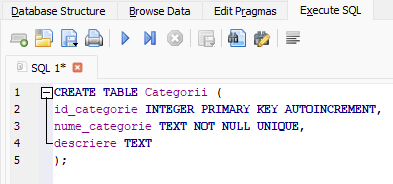 Database Structure Browse Data Edit Pragmas Execute SQL
SQL 1*
1 CREATE TABLE Categorii (
2 id_categorie INTEGER PRIMARY KEY AUTOINCREMENT,
3 nume_categorie TEXT NOT NULL UNIQUE,
4 descriere TEXT
5 );